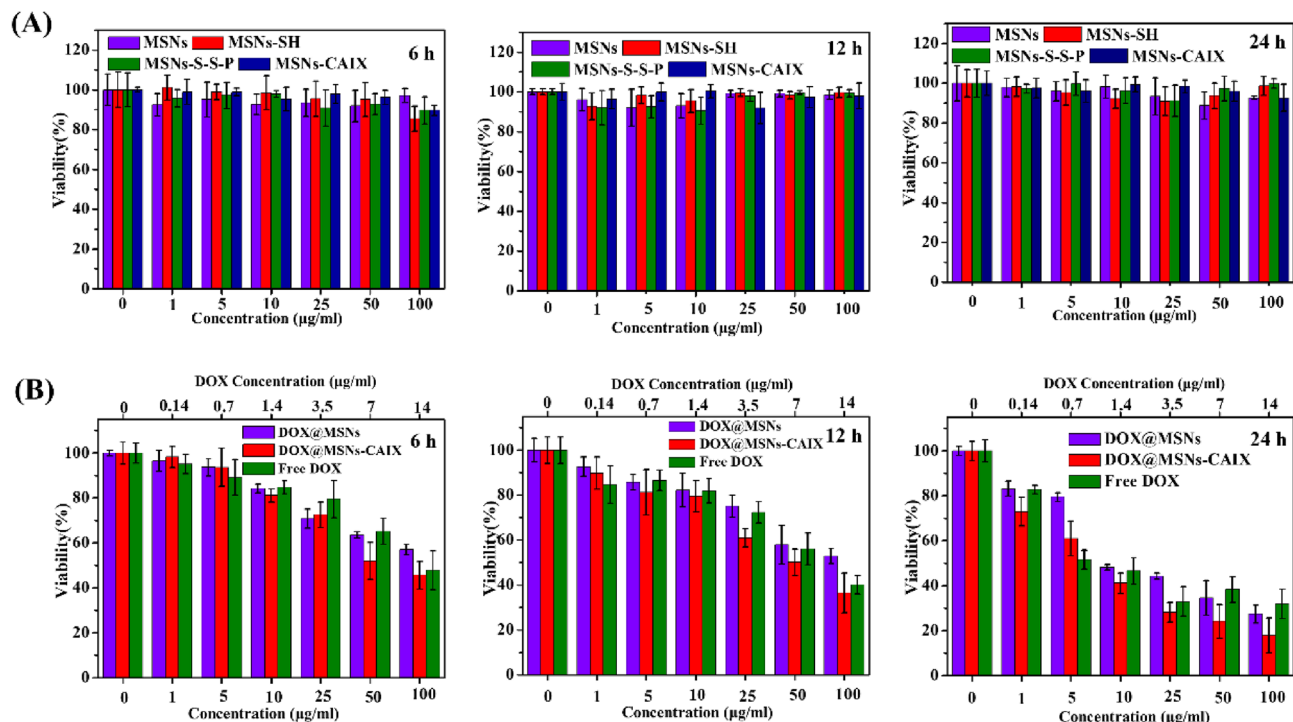 (A)
MSNs MSNs-SH 6 h
MSNs-S-S-P MSNs-CAIX
Viability(%)
120
100
80
60
40
20
0
0 1 5 10 25 50 100
Concentration (µg/ml)
MSNs MSNs-SH 12 h
MSNs-S-S-P MSNs-CAIX
Viability(%)
120
100
80
60
40
20
0
0 1 5 10 25 50 100
Concentration (µg/ml)
MSNs MSNs-SH 24 h
MSNs-S-S-P MSNs-CAIX
Viability(%)
120
100
80
60
40
20
0
0 1 5 10 25 50 100
Concentration (µg/ml)
(B)
DOX Concentration (µg/ml)
0 0.14 0.7 1.4 3.5 7 14
DOX@MSNs 6 h
DOX@MSNs-CAIX
Free DOX
Viability(%)
100
80
60
40
20
0
0 1 5 10 25 50 100
Concentration (µg/ml)
DOX Concentration (µg/ml)
0 0.14 0.7 1.4 3.5 7 14
DOX@MSNs
DOX@MSNs-CAIX 12 h
Free DOX
Viability(%)
100
80
60
40
20
0
0 1 5 10 25 50 100
Concentration (µg/ml)
DOX Concentration (µg/ml)
0 0.14 0.7 1.4 3.5 7 14
DOX@MSNs 24 h
DOX@MSNs-CAIX
Free DOX
Viability(%)
100
80
60
40
20
0
0 1 5 10 25 50 100
Concentration (µg/ml)